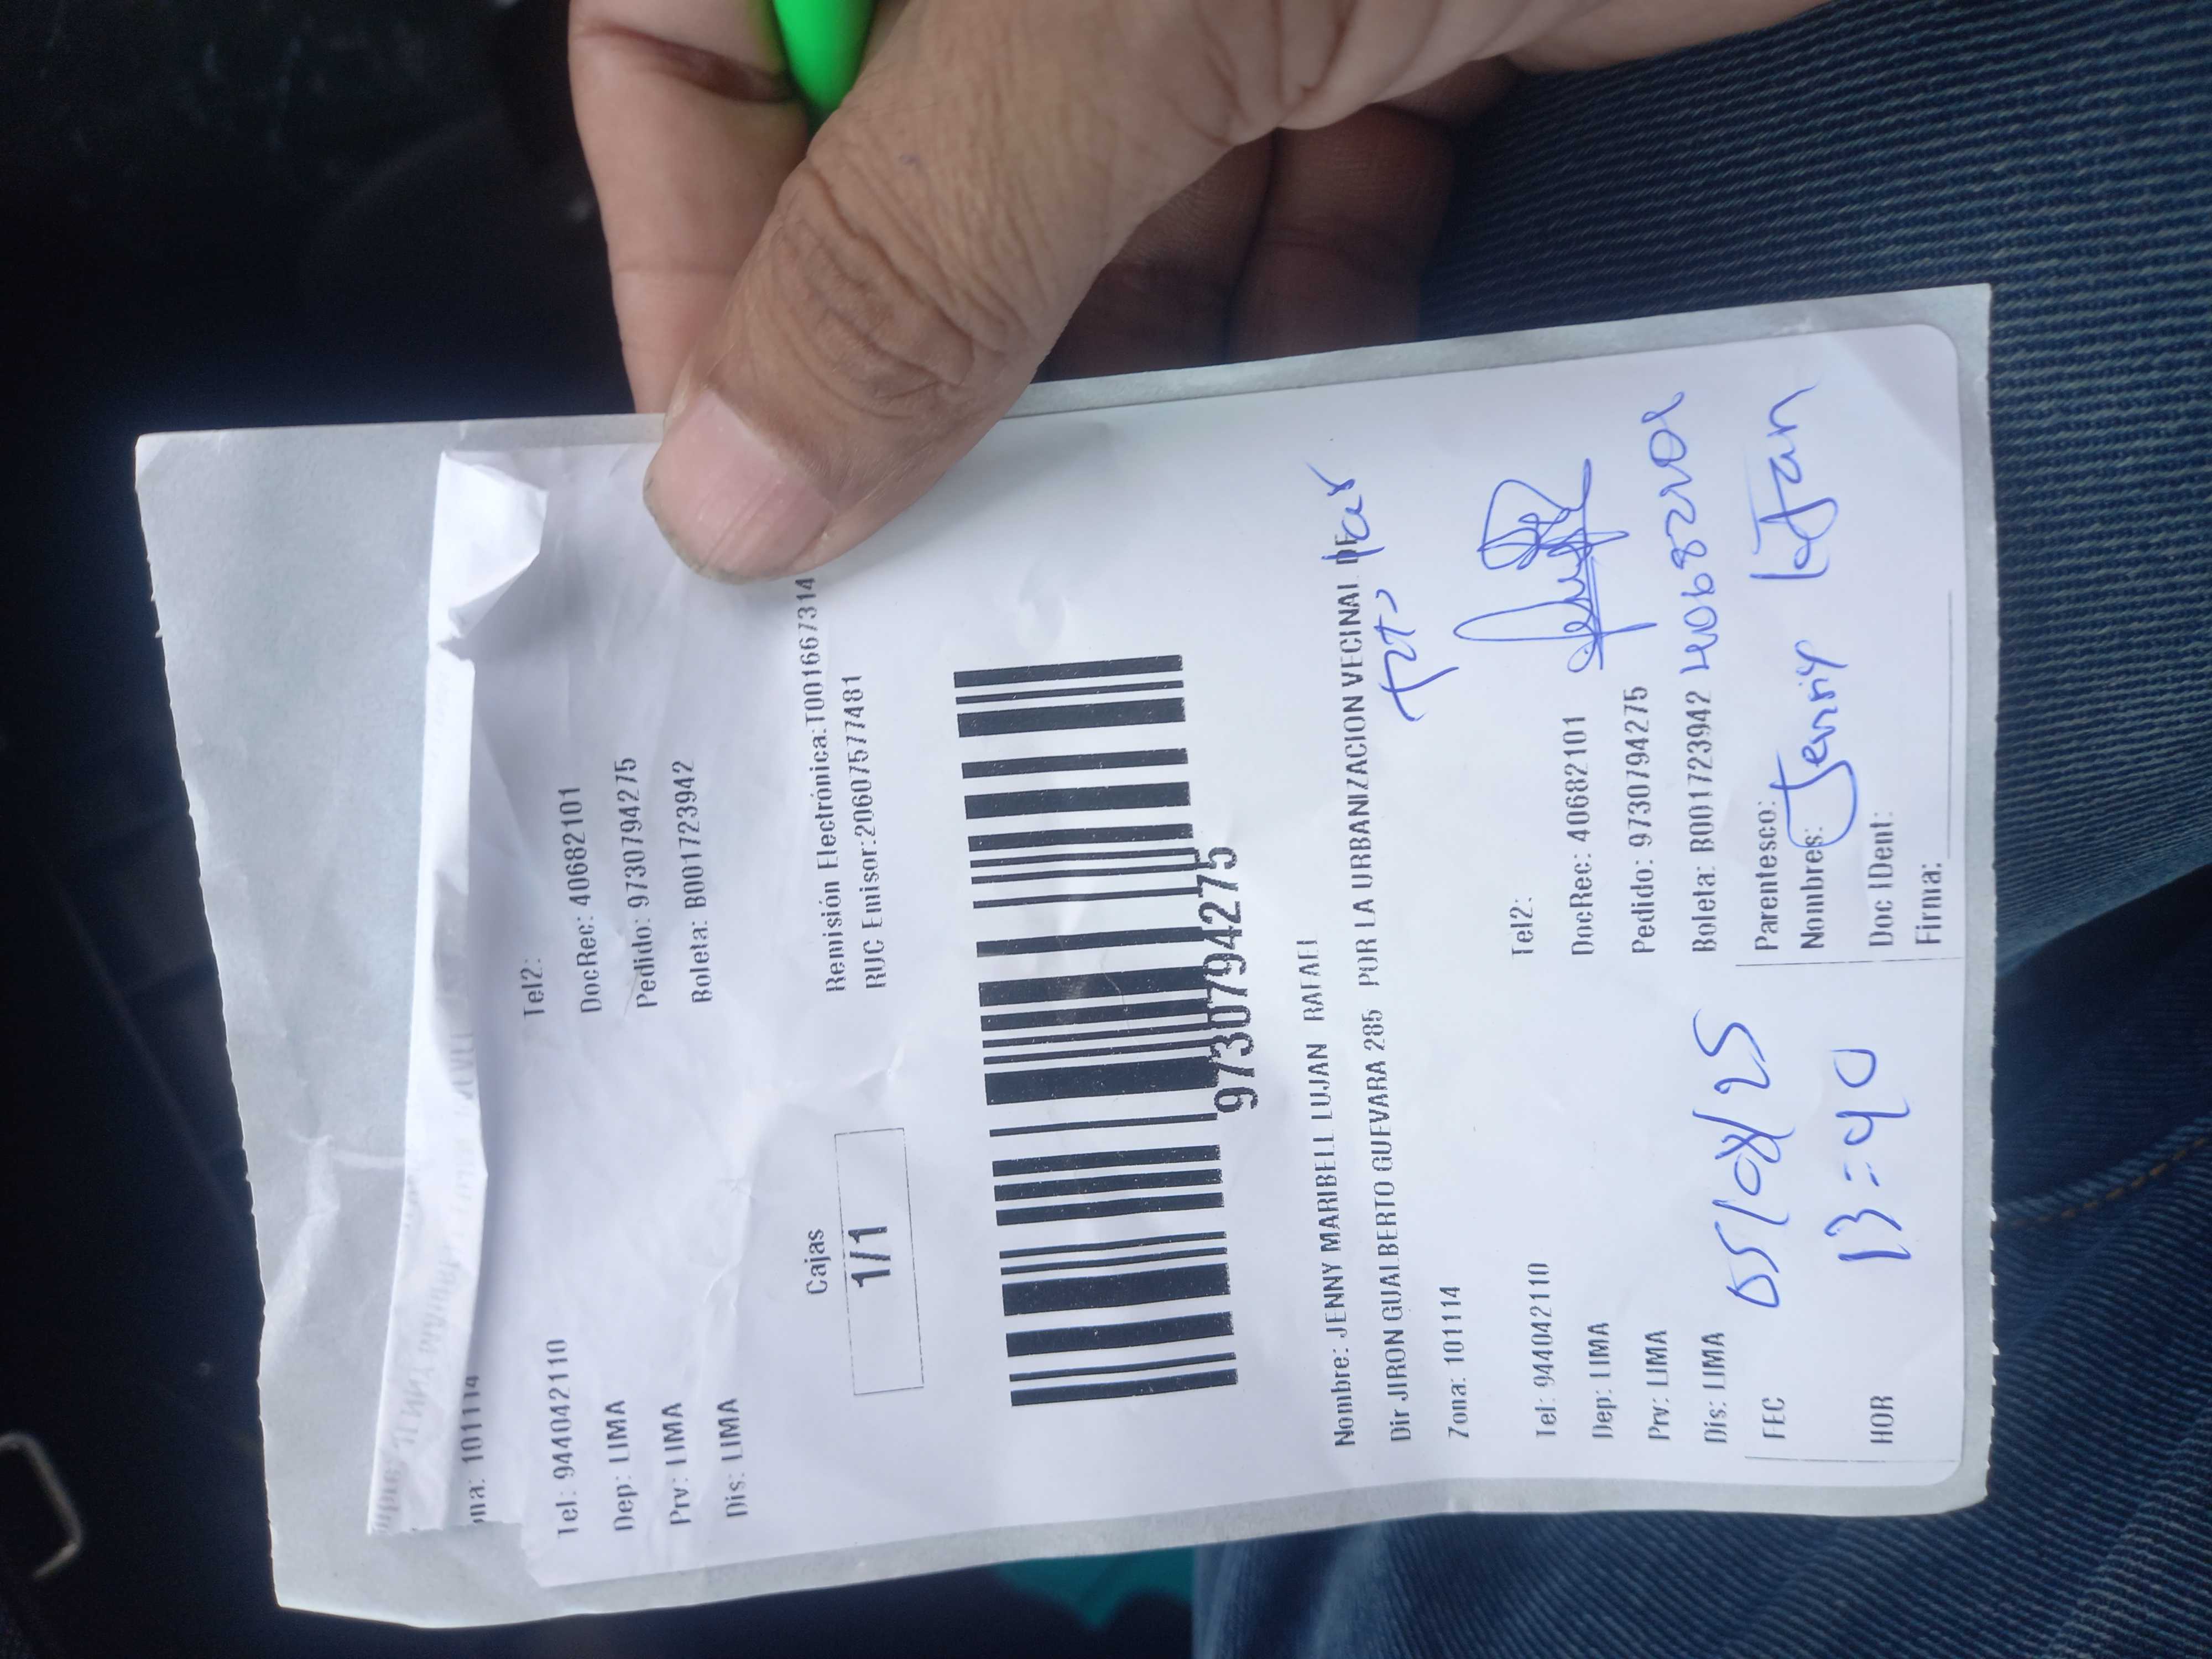 Zona: 101114
Tel: 944042110 Tel2:
Dep: LIMA DocRec: 40682101
Prv: LIMA Pedido: 9730794275
Dis: LIMA Boleta: B001723942
Cajas
1/1
Remisión Electrónica:T001667314
RUC Emisor:20607577481
9730794275
Nombre: JENNY MARIBELL LUJAN RAFAEL
Dir JIRON GUALBERTO GUEVARA 285 POR LA URBANIZACION VECINAL DE
Zona: 101114
Tel: 944042110 Tel2:
Dep: LIMA DocRec: 40682101
Prv: LIMA Pedido: 9730794275
Dis: LIMA Boleta: B001723942 40682101
FEC 05/08/25 Parentesco:
Nombres: Jenny
HOR 13:40 Doc IDent:
Firma: